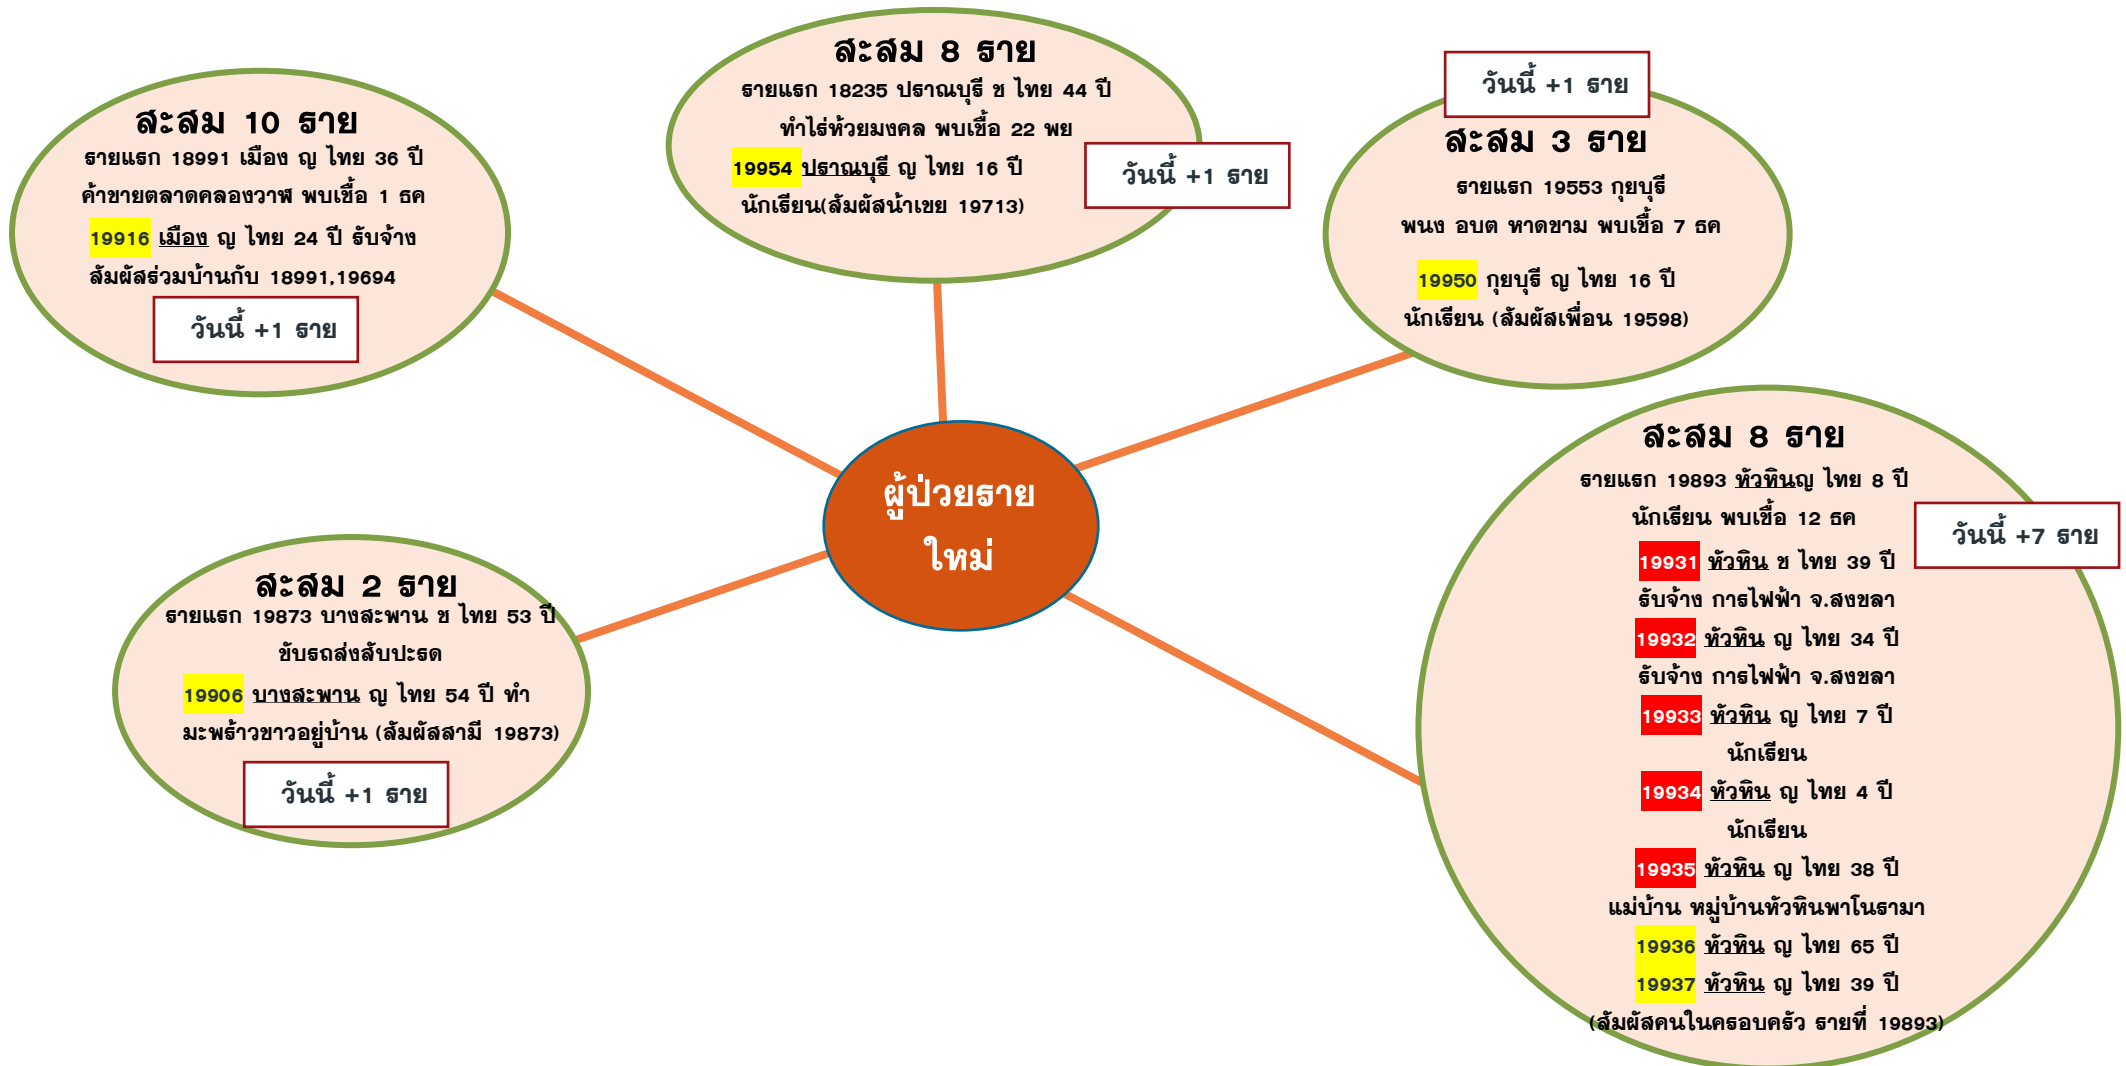 สะสม 10 ราย
รายแรก 18991 เมือง ญ ไทย 36 ปี
ค้าขายตลาดคลองวาฬ พบเชื้อ 1 ธค
19916 เมือง ญ ไทย 24 ปี รับจ้าง
สัมผัสร่วมบ้านกับ 18991,19694
วันนี้ +1 ราย
สะสม 8 ราย
รายแรก 18235 ปราณบุรี ช ไทย 44 ปี
ทำไร่ห้วยมงคล พบเชื้อ 22 พย
19954 ปราณบุรี ญ ไทย 16 ปี
นักเรียน(สัมผัสน้าเขย 19713)
วันนี้ +1 ราย
วันนี้ +1 ราย
สะสม 3 ราย
รายแรก 19553 กุยบุรี
พนง อบต หาดขาม พบเชื้อ 7 ธค
19950 กุยบุรี ญ ไทย 16 ปี
นักเรียน (สัมผัสเพื่อน 19598)
ผู้ป่วยราย
ใหม่
สะสม 2 ราย
รายแรก 19873 บางสะพาน ช ไทย 53 ปี
ขับรถส่งสับปะรด
19906 บางสะพาน ญ ไทย 54 ปี ทำ
มะพร้าวขาวอยู่บ้าน (สัมผัสสามี 19873)
วันนี้ +1 ราย
สะสม 8 ราย
รายแรก 19893 หัวหินญ ไทย 8 ปี
นักเรียน พบเชื้อ 12 ธค
วันนี้ +7 ราย
19931 หัวหิน ช ไทย 39 ปี
รับจ้าง การไฟฟ้า จ.สงขลา
19932 หัวหิน ญ ไทย 34 ปี
รับจ้าง การไฟฟ้า จ.สงขลา
19933 หัวหิน ญ ไทย 7 ปี
นักเรียน
19934 หัวหิน ญ ไทย 4 ปี
นักเรียน
19935 หัวหิน ญ ไทย 38 ปี
แม่บ้าน หมู่บ้านหัวหินพาโนรามา
19936 หัวหิน ญ ไทย 65 ปี
19937 หัวหิน ญ ไทย 39 ปี
(สัมผัสคนในครอบครัว รายที่ 19893)